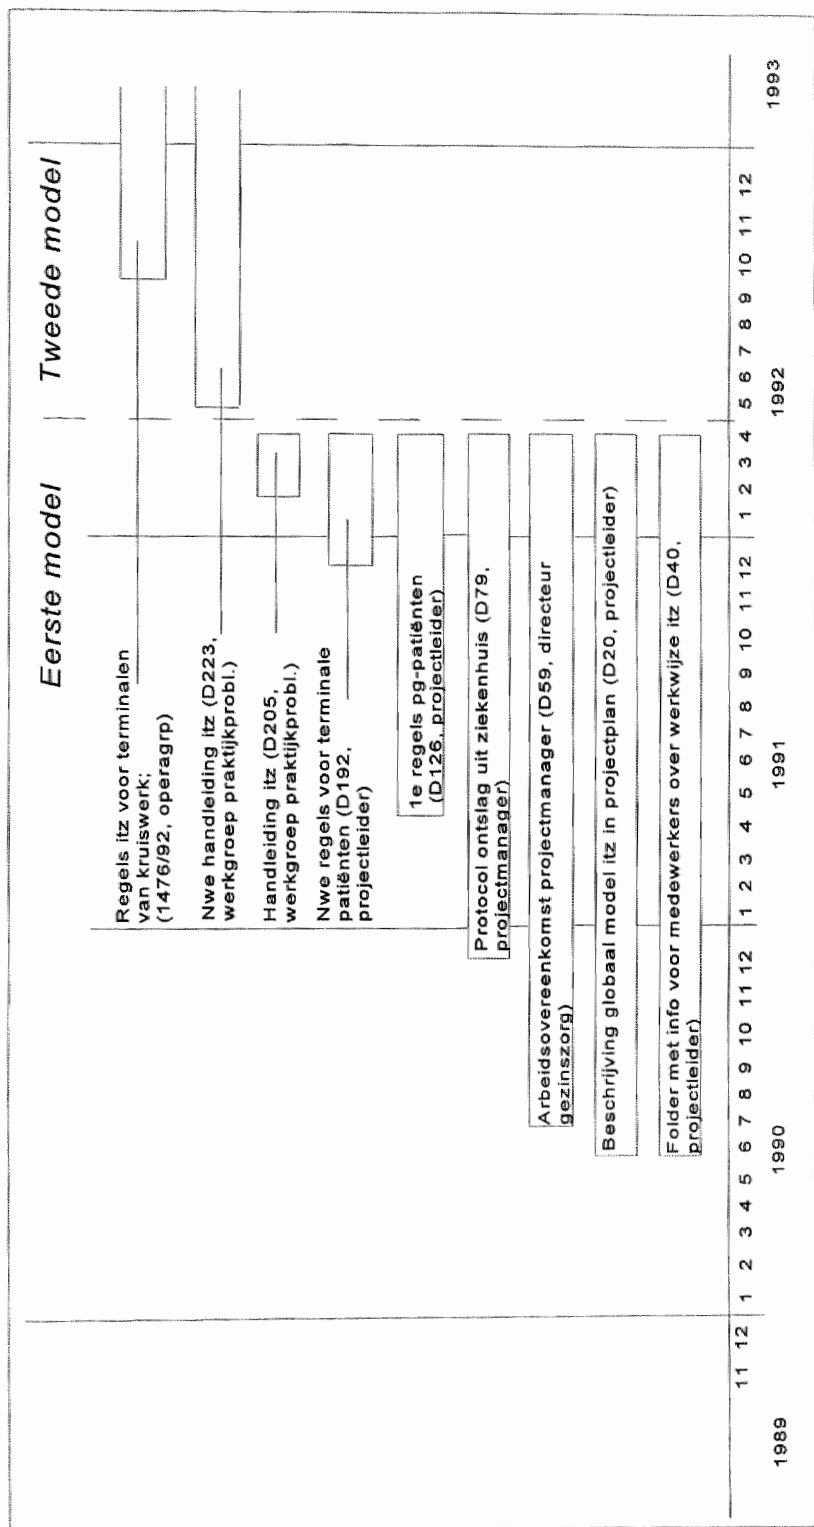 Eerste model
Tweede model
Regels itz voor terminalen
van kruiswerk;
(1476/92, operagrp)
Nwe handleiding itz (D223,
werkgroep praktijkprobl.)
Handleiding itz (D205,
werkgroep praktijkprobl.)
Nwe regels voor terminale
patiënten (D192,
projectleider)
1e regels pg-patiënten
(D126, projectleider)
Protocol ontslag uit ziekenhuis (D79,
projectmanager)
Arbeidsovereenkomst projectmanager (D59, directeur
gezinszorg)
Beschrijving globaal model itz in projectplan (D20, projectleider)
Folder met info voor medewerkers over werkwijze itz (D40,
projectleider)
11 12 1 2 3 4 5 6 7 8 9 10 11 12 1 2 3 4 5 6 7 8 9 10 11 12 1 2 3 4 5 6 7 8 9 10 11 12
1989 1990 1991 1992 1993